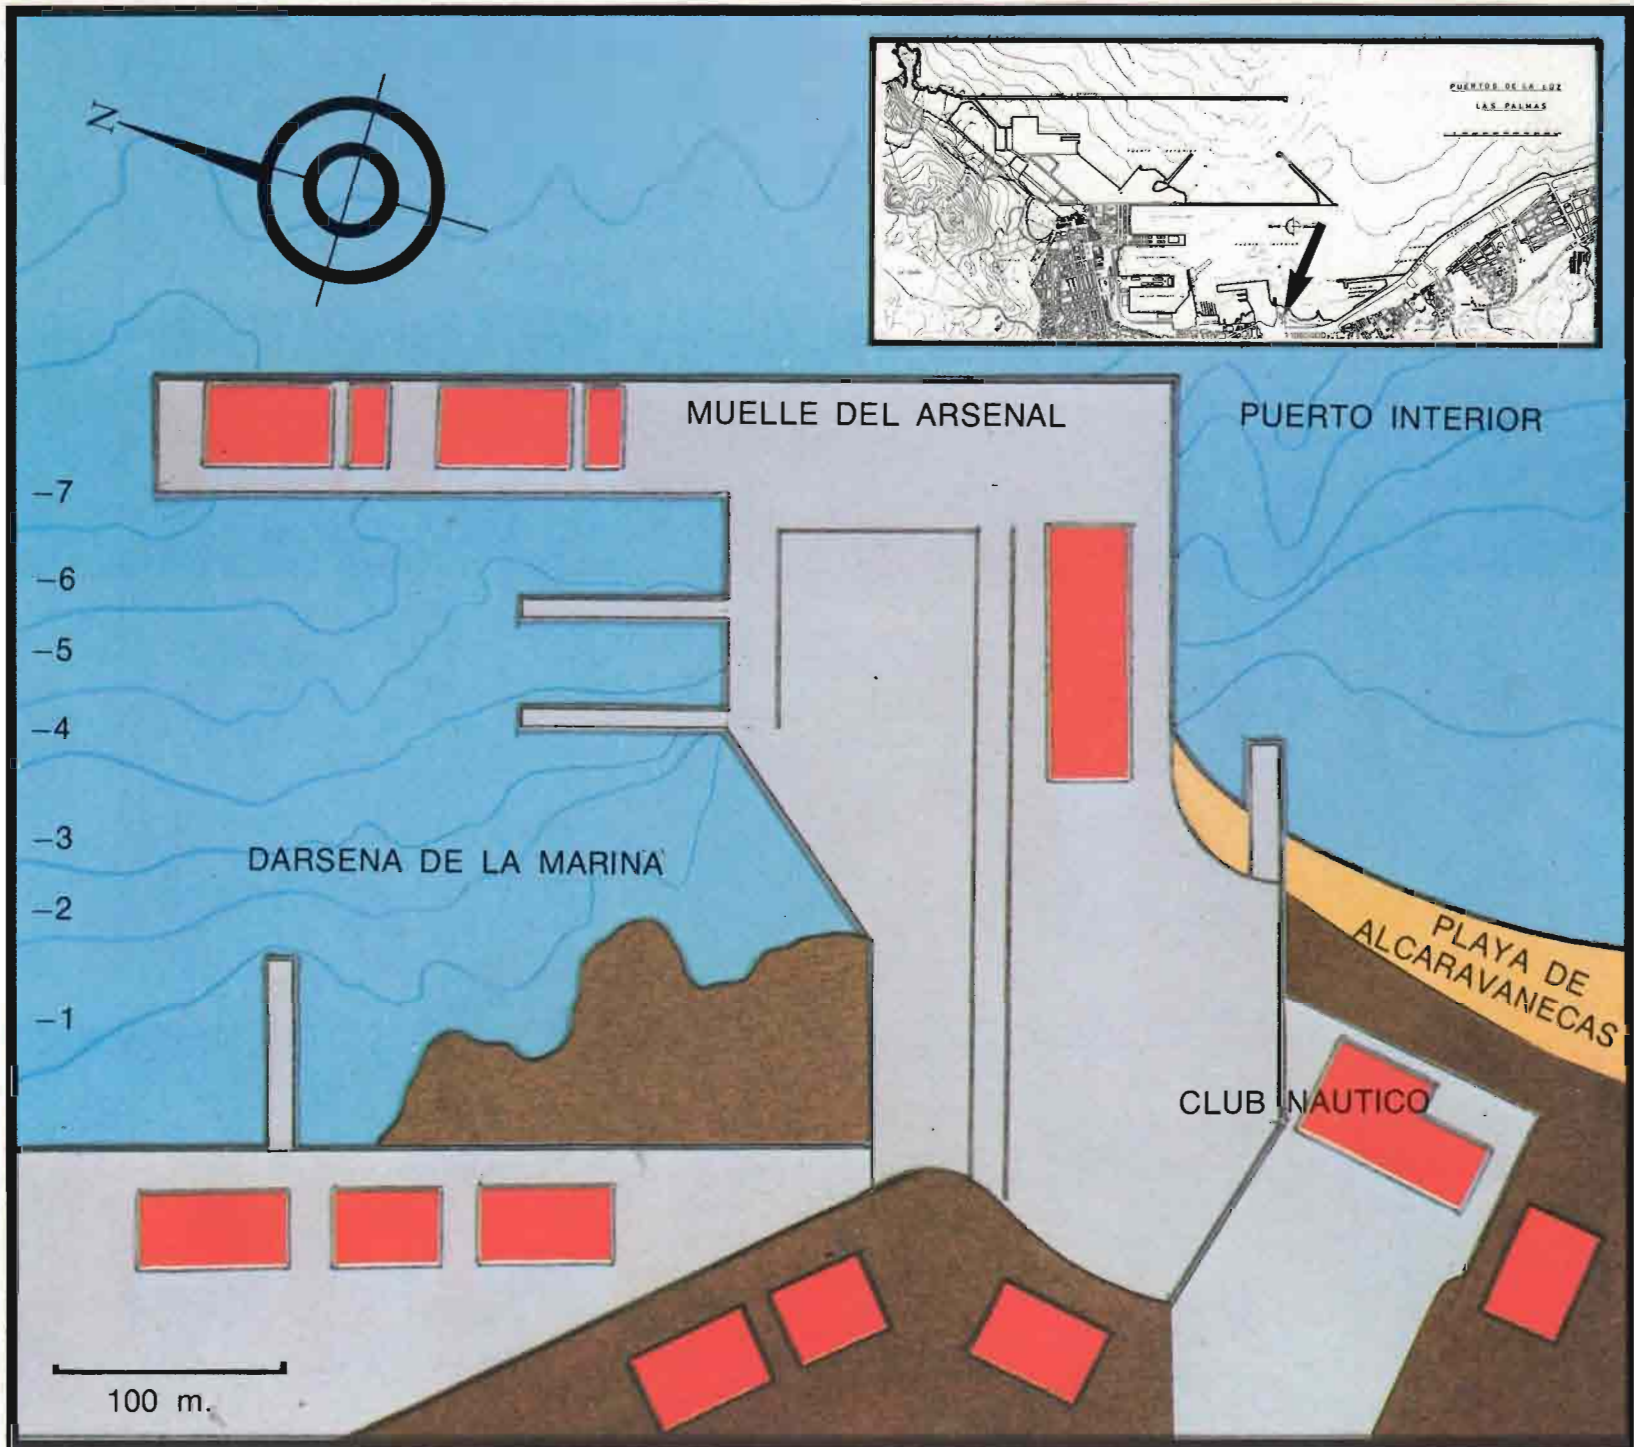 N
PUERTOS DE LA LUZ
LAS PALMAS
MUELLE DEL ARSENAL
PUERTO INTERIOR
-7
-6
-5
-4
-3
DARSENA DE LA MARINA
-2
PLAYA DE
ALCARAVANECAS
-1
CLUB NAUTICO
100 m.